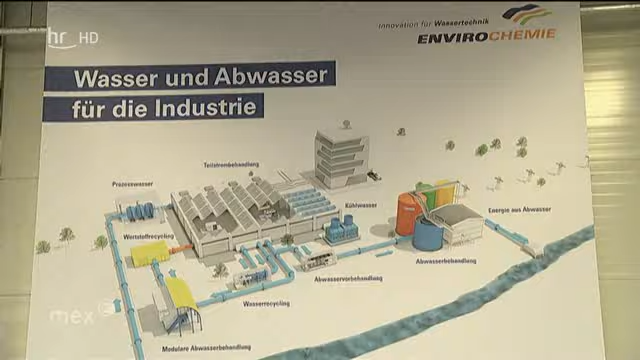 hr HD
Innovation für Wassertechnik
ENVIROCHEMIE
Wasser und Abwasser
für die Industrie
Teilstrombehandlung
Prozesswasser
Kühlwasser
Energie aus Abwasser
Wertstoffrecycling
Abwasserbehandlung
Abwasservorbehandlung
Wasserrecycling
Modulare Abwasserbehandlung
mex